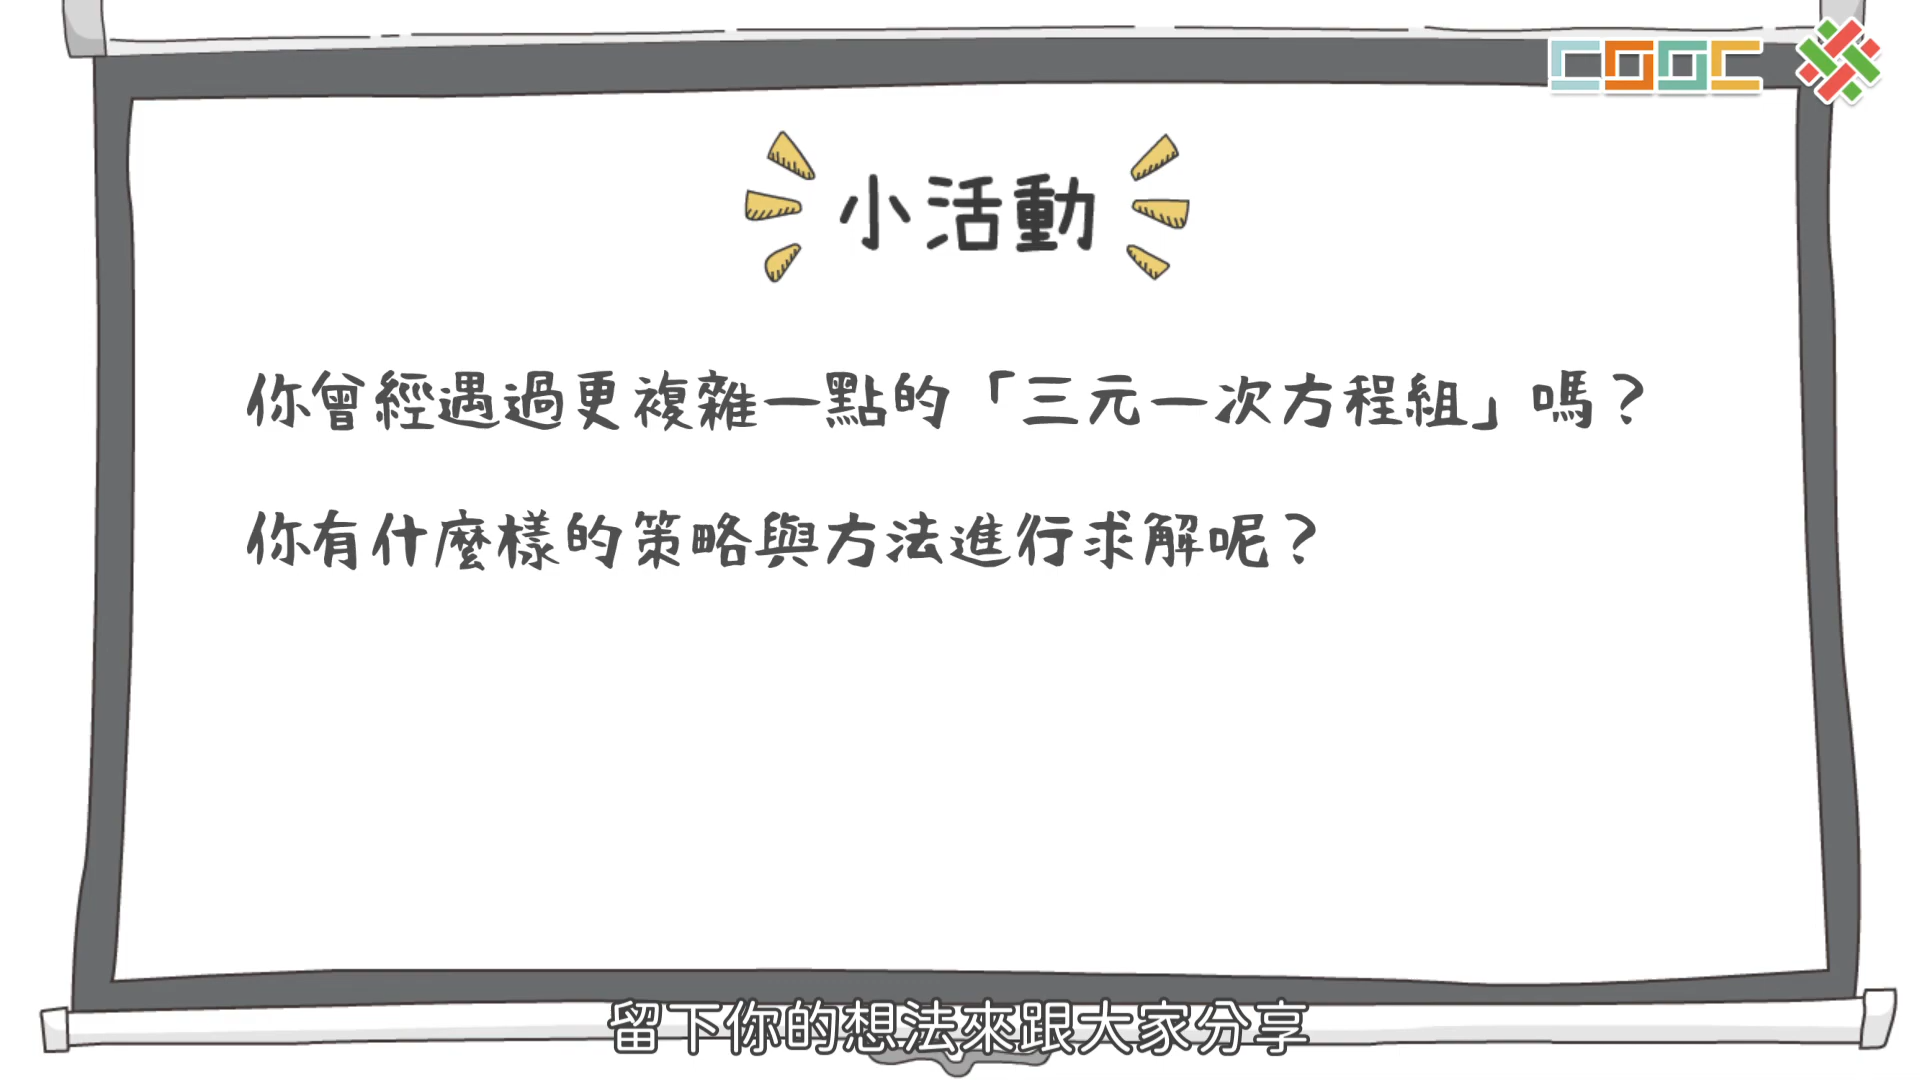 COOC
小活動
你曾經遇過更複雜一點的「三元一次方程組」嗎？
你有什麼樣的策略與方法進行求解呢？
留下你的想法來跟大家分享